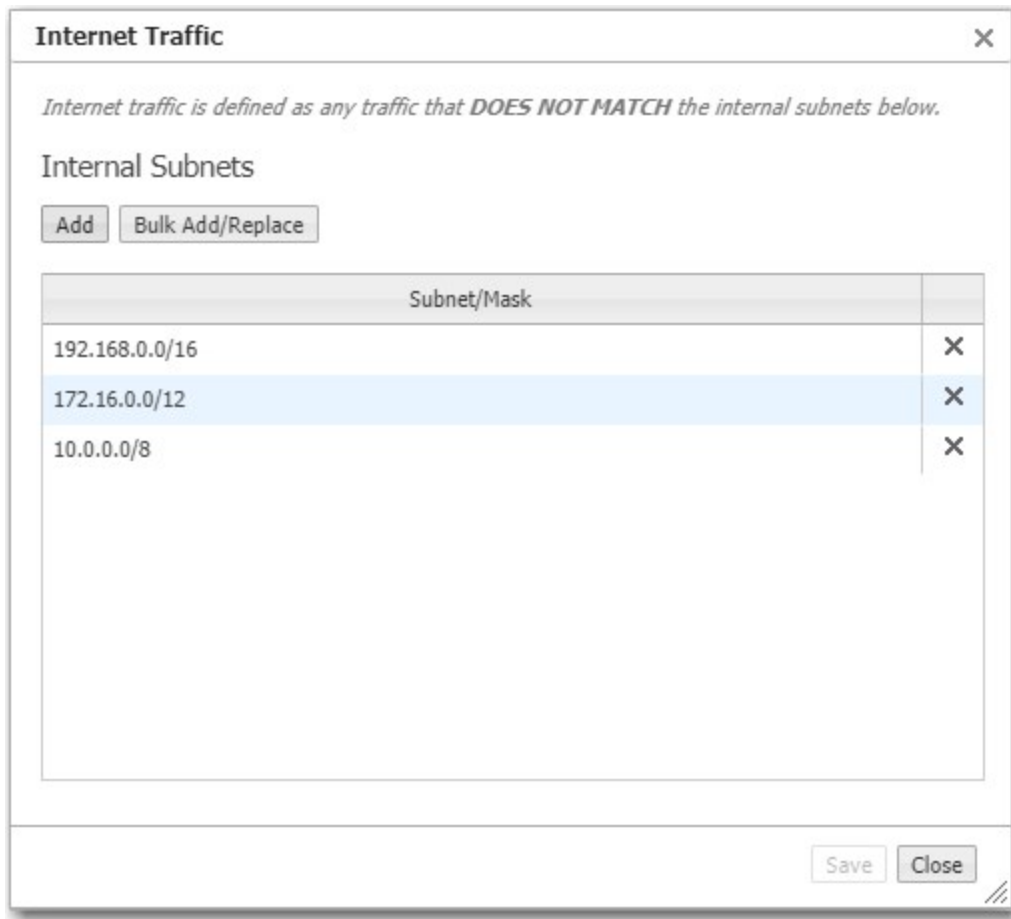 Internet Traffic
Internet traffic is defined as any traffic that DOES NOT MATCH the internal subnets below.
Internal Subnets
Add Bulk Add/Replace
Subnet/Mask
192.168.0.0/16
172.16.0.0/12
10.0.0.0/8
Save Close